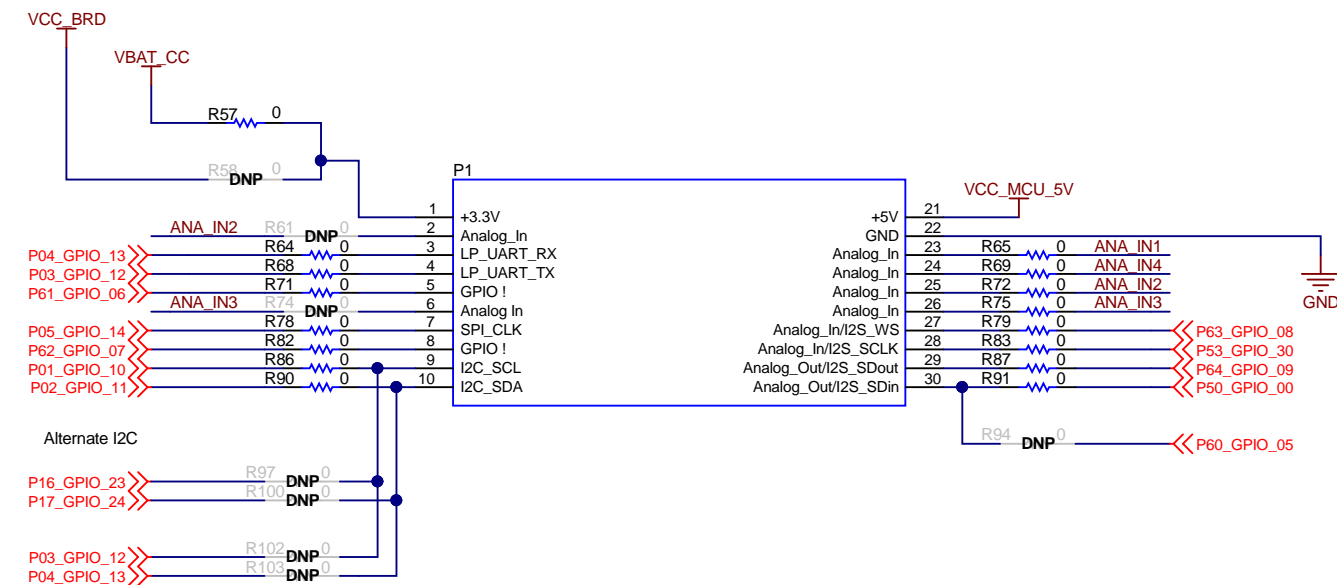 VCC_BRD
VBAT_CC
R57 0
R58 DNP 0
P1
VCC_MCU_5V
1 +3.3V +5V 21
ANA_IN2 R61 DNP 0 2 Analog_In GND 22
P04_GPIO_13 R64 0 3 LP_UART_RX Analog_In 23 R65 0 ANA_IN1
P03_GPIO_12 R68 0 4 LP_UART_TX Analog_In 24 R69 0 ANA_IN4
P61_GPIO_06 R71 0 5 GPIO ! Analog_In 25 R72 0 ANA_IN2
ANA_IN3 R74 DNP 0 6 Analog In Analog_In 26 R75 0 ANA_IN3
GND
P05_GPIO_14 R78 0 7 SPI_CLK Analog_In/I2S_WS 27 R79 0 P63_GPIO_08
P62_GPIO_07 R82 0 8 GPIO ! Analog_In/I2S_SCLK 28 R83 0 P53_GPIO_30
P01_GPIO_10 R86 0 9 I2C_SCL Analog_Out/I2S_SDout 29 R87 0 P64_GPIO_09
P02_GPIO_11 R90 0 10 I2C_SDA Analog_Out/I2S_SDin 30 R91 0 P50_GPIO_00
Alternate I2C
R94 DNP 0 P60_GPIO_05
P16_GPIO_23 R97 DNP 0
P17_GPIO_24 R100 DNP 0
P03_GPIO_12 R102 DNP 0
P04_GPIO_13 R103 DNP 0